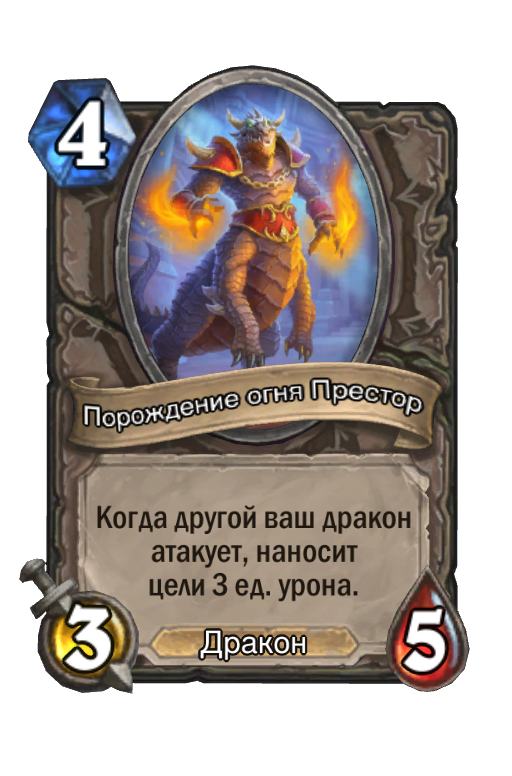 4
Порождение огня Престор
Когда другой ваш дракон
атакует, наносит
цели 3 ед. урона.
3
Дракон
5